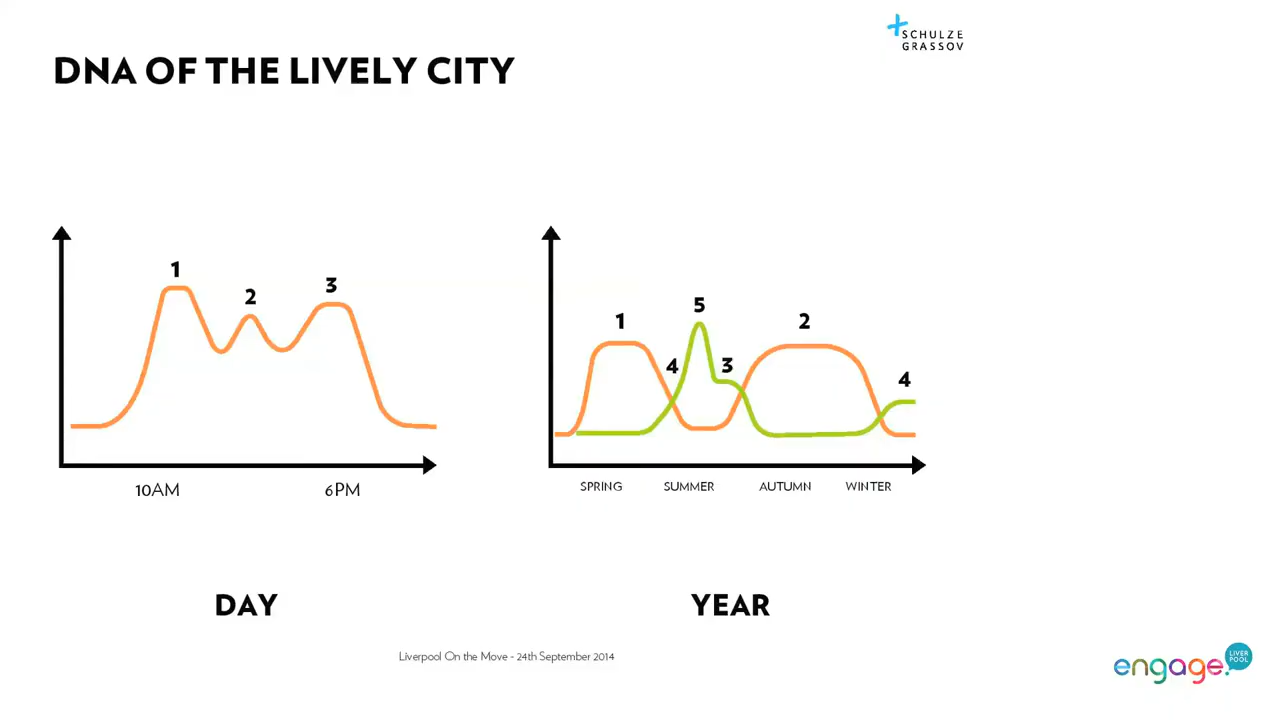 SCHULZE
GRASSOV
DNA OF THE LIVELY CITY
1
2
3
10AM
6PM
DAY
1
4
5
3
2
4
SPRING
SUMMER
AUTUMN
WINTER
YEAR
Liverpool On the Move - 24th September 2014
engage.
LIVER
POOL